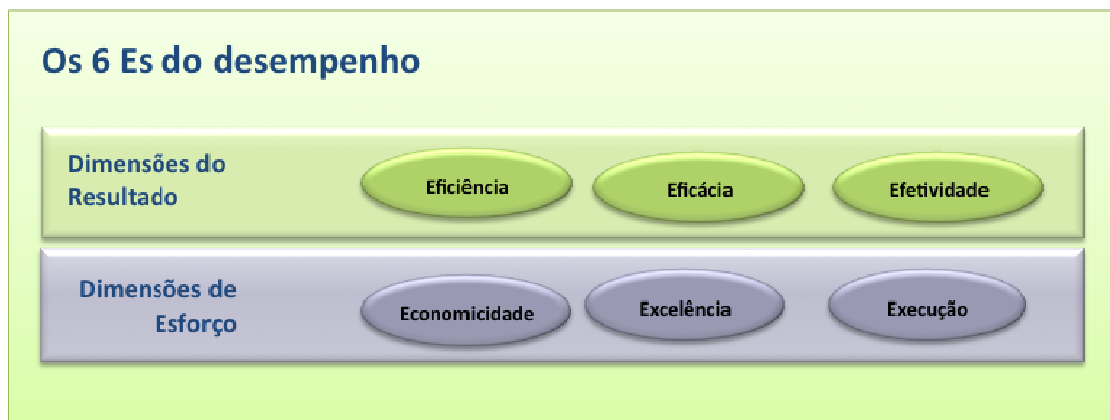 Os 6 Es do desempenho
Dimensões do
Resultado
Eficiência
Eficácia
Efetividade
Dimensões de
Esforço
Economicidade
Excelência
Execução